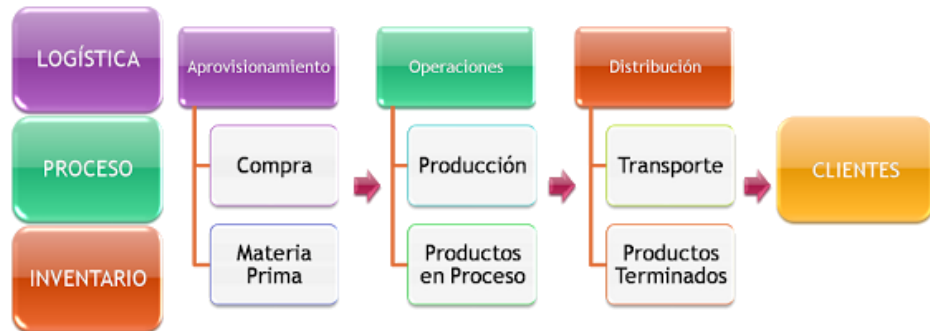 LOGÍSTICA
Aprovisionamiento
Operaciones
Distribución
PROCESO
Compra
Producción
Transporte
CLIENTES
INVENTARIO
Materia
Prima
Productos
en Proceso
Productos
Terminados